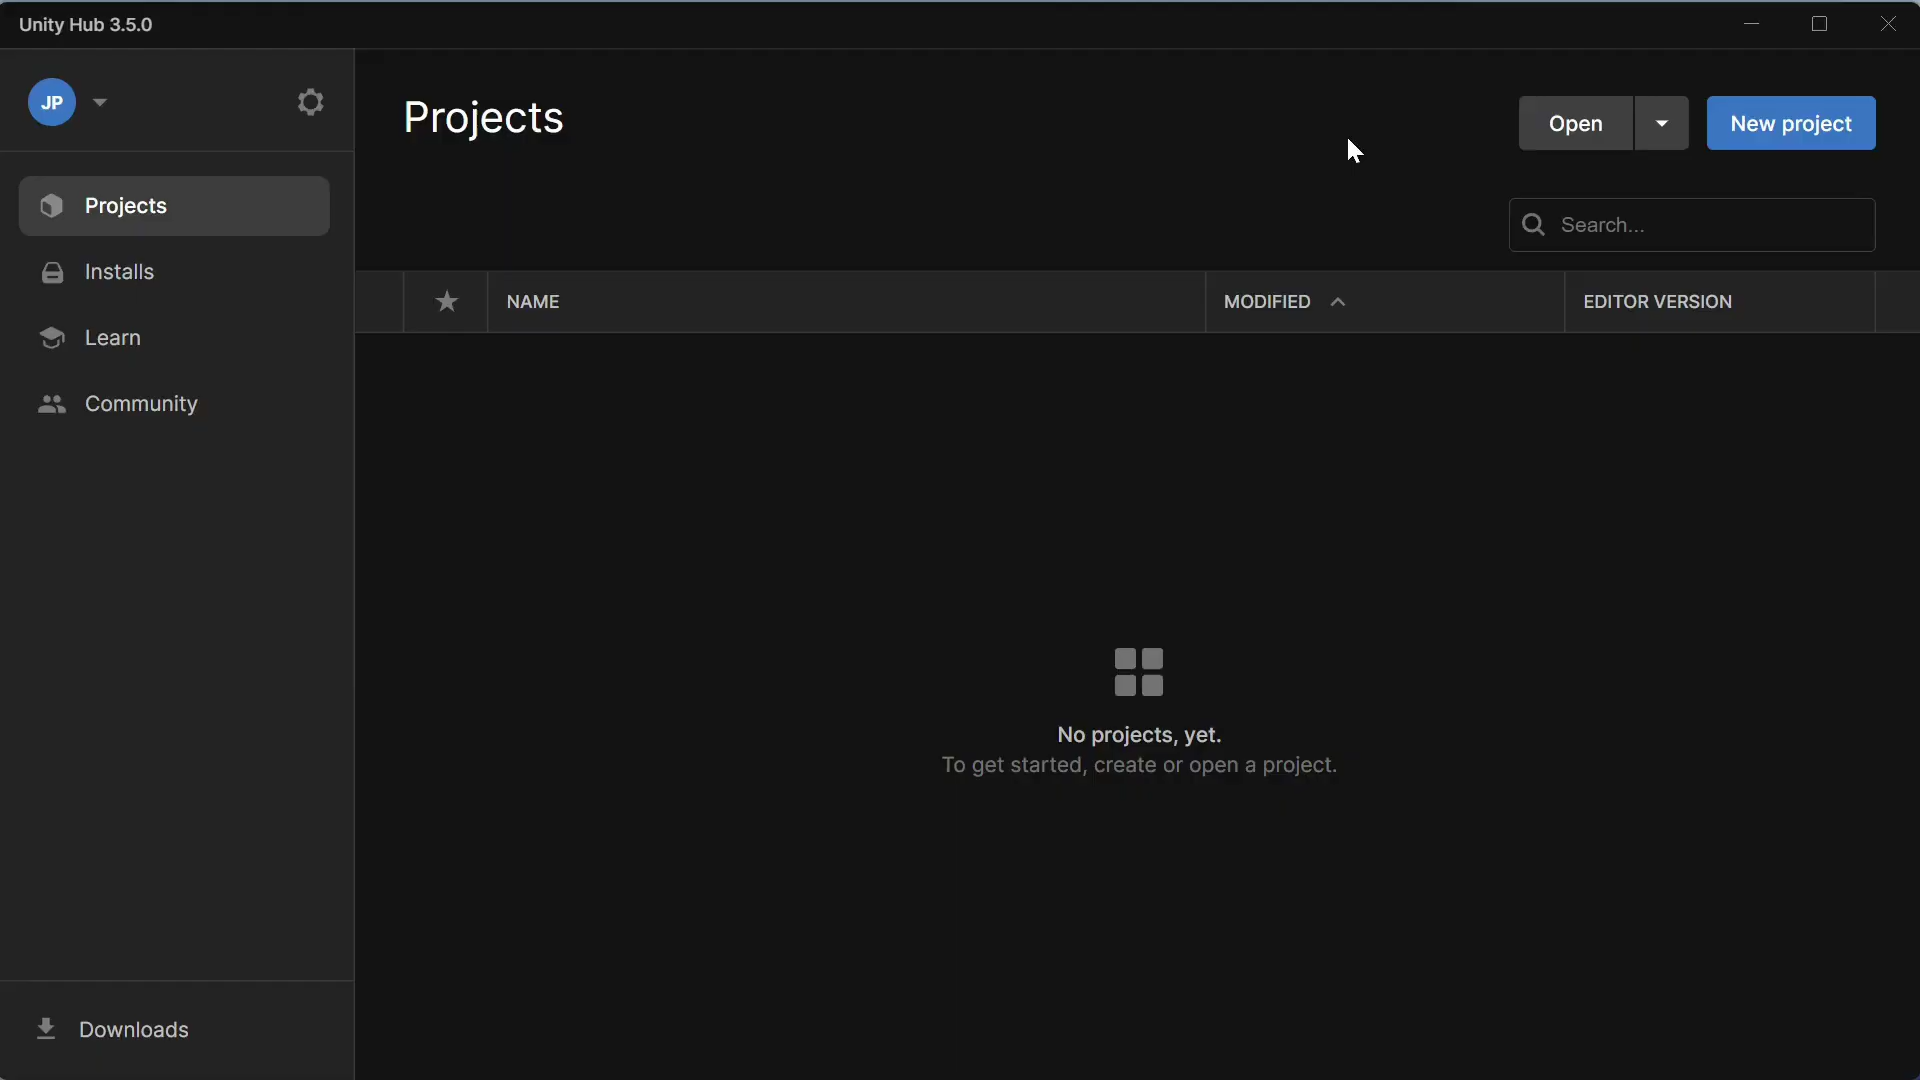 Unity Hub 3.5.0
JP
Projects
Open
New project
Projects
Installs
Learn
Community
Search...
NAME
MODIFIED
EDITOR VERSION
No projects, yet.
To get started, create or open a project.
Downloads